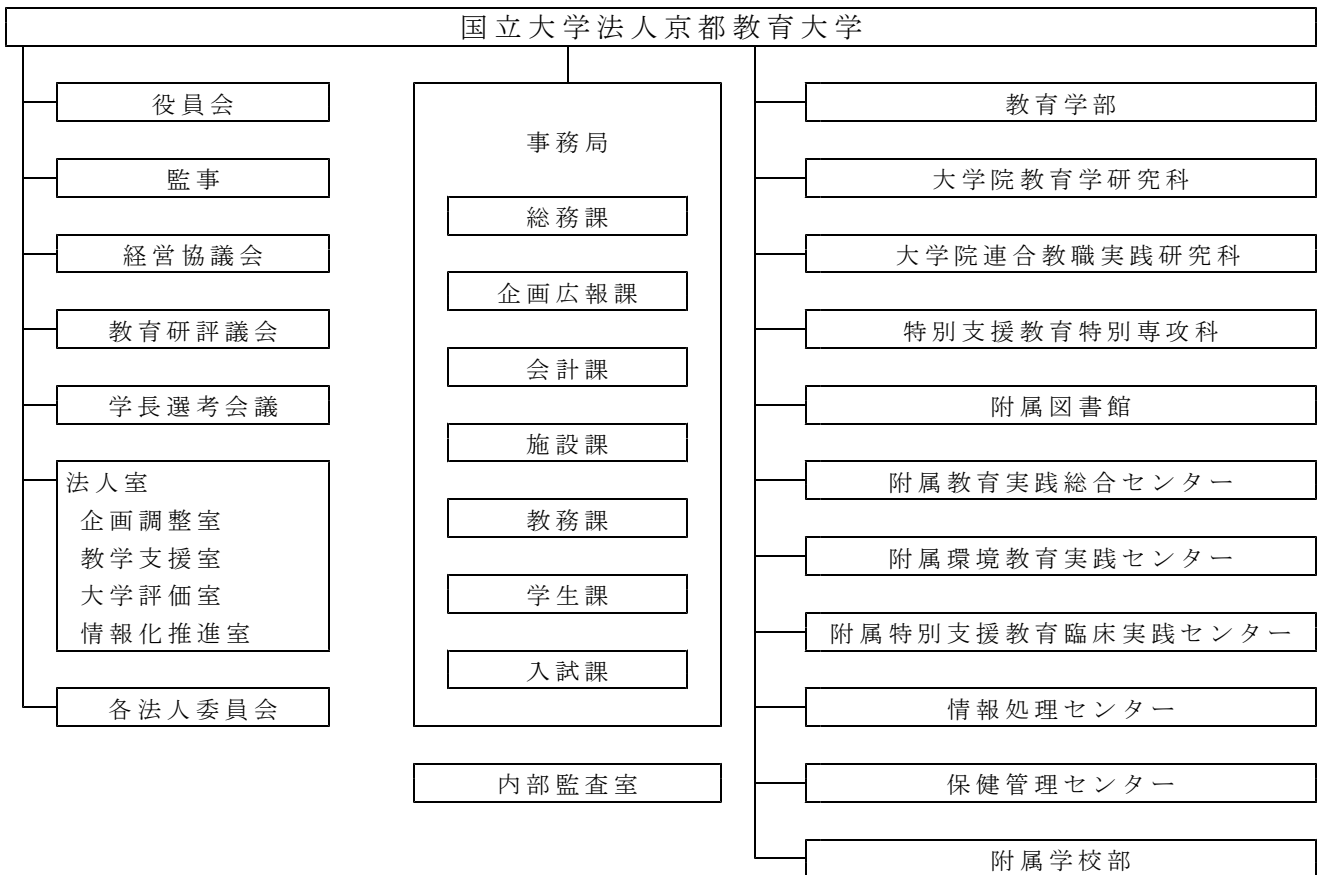 国立大学法人京都教育大学
役員会
監事
経営協議会
教育研評議会
学長選考会議
法人室
企画調整室
教学支援室
大学評価室
情報化推進室
各法人委員会
事務局
総務課
企画広報課
会計課
施設課
教務課
学生課
入試課
内部監査室
教育学部
大学院教育学研究科
大学院連合教職実践研究科
特別支援教育特別専攻科
附属図書館
附属教育実践総合センター
附属環境教育実践センター
附属特別支援教育臨床実践センター
情報処理センター
保健管理センター
附属学校部